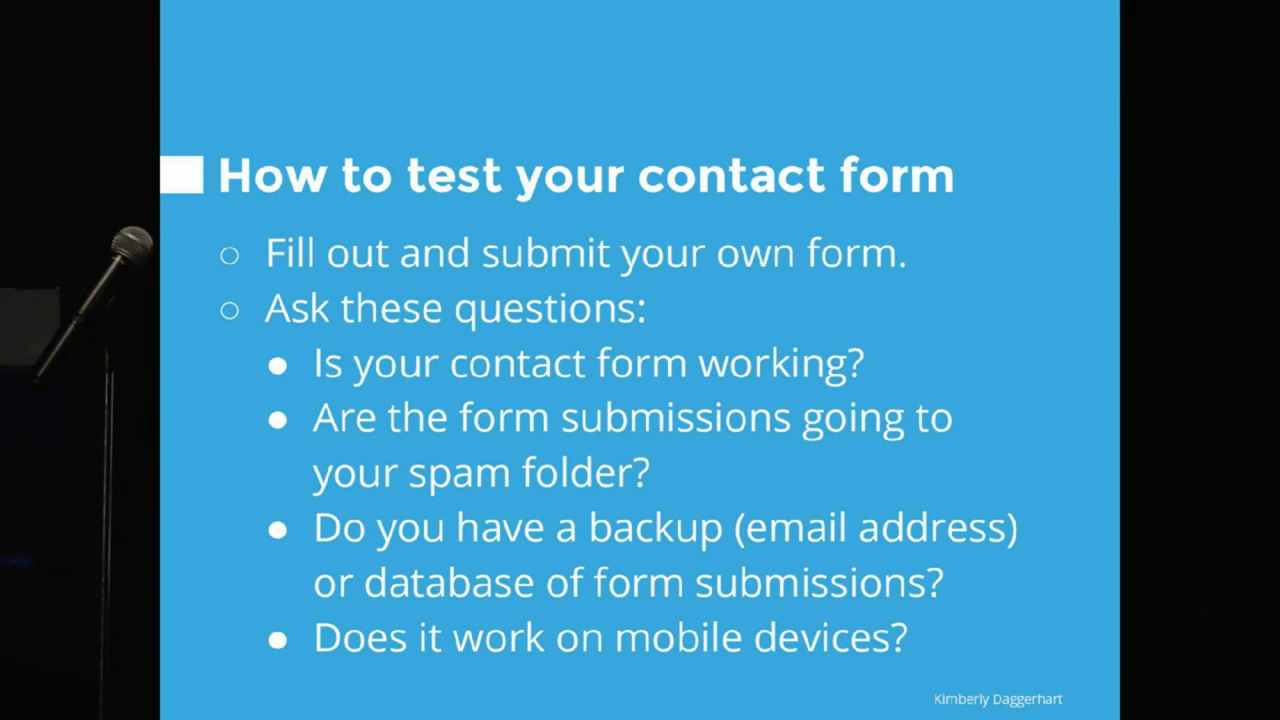 How to test your contact form
○ Fill out and submit your own form.
○ Ask these questions:
● Is your contact form working?
● Are the form submissions going to
your spam folder?
● Do you have a backup (email address)
or database of form submissions?
● Does it work on mobile devices?
Kimberly Daggerhart